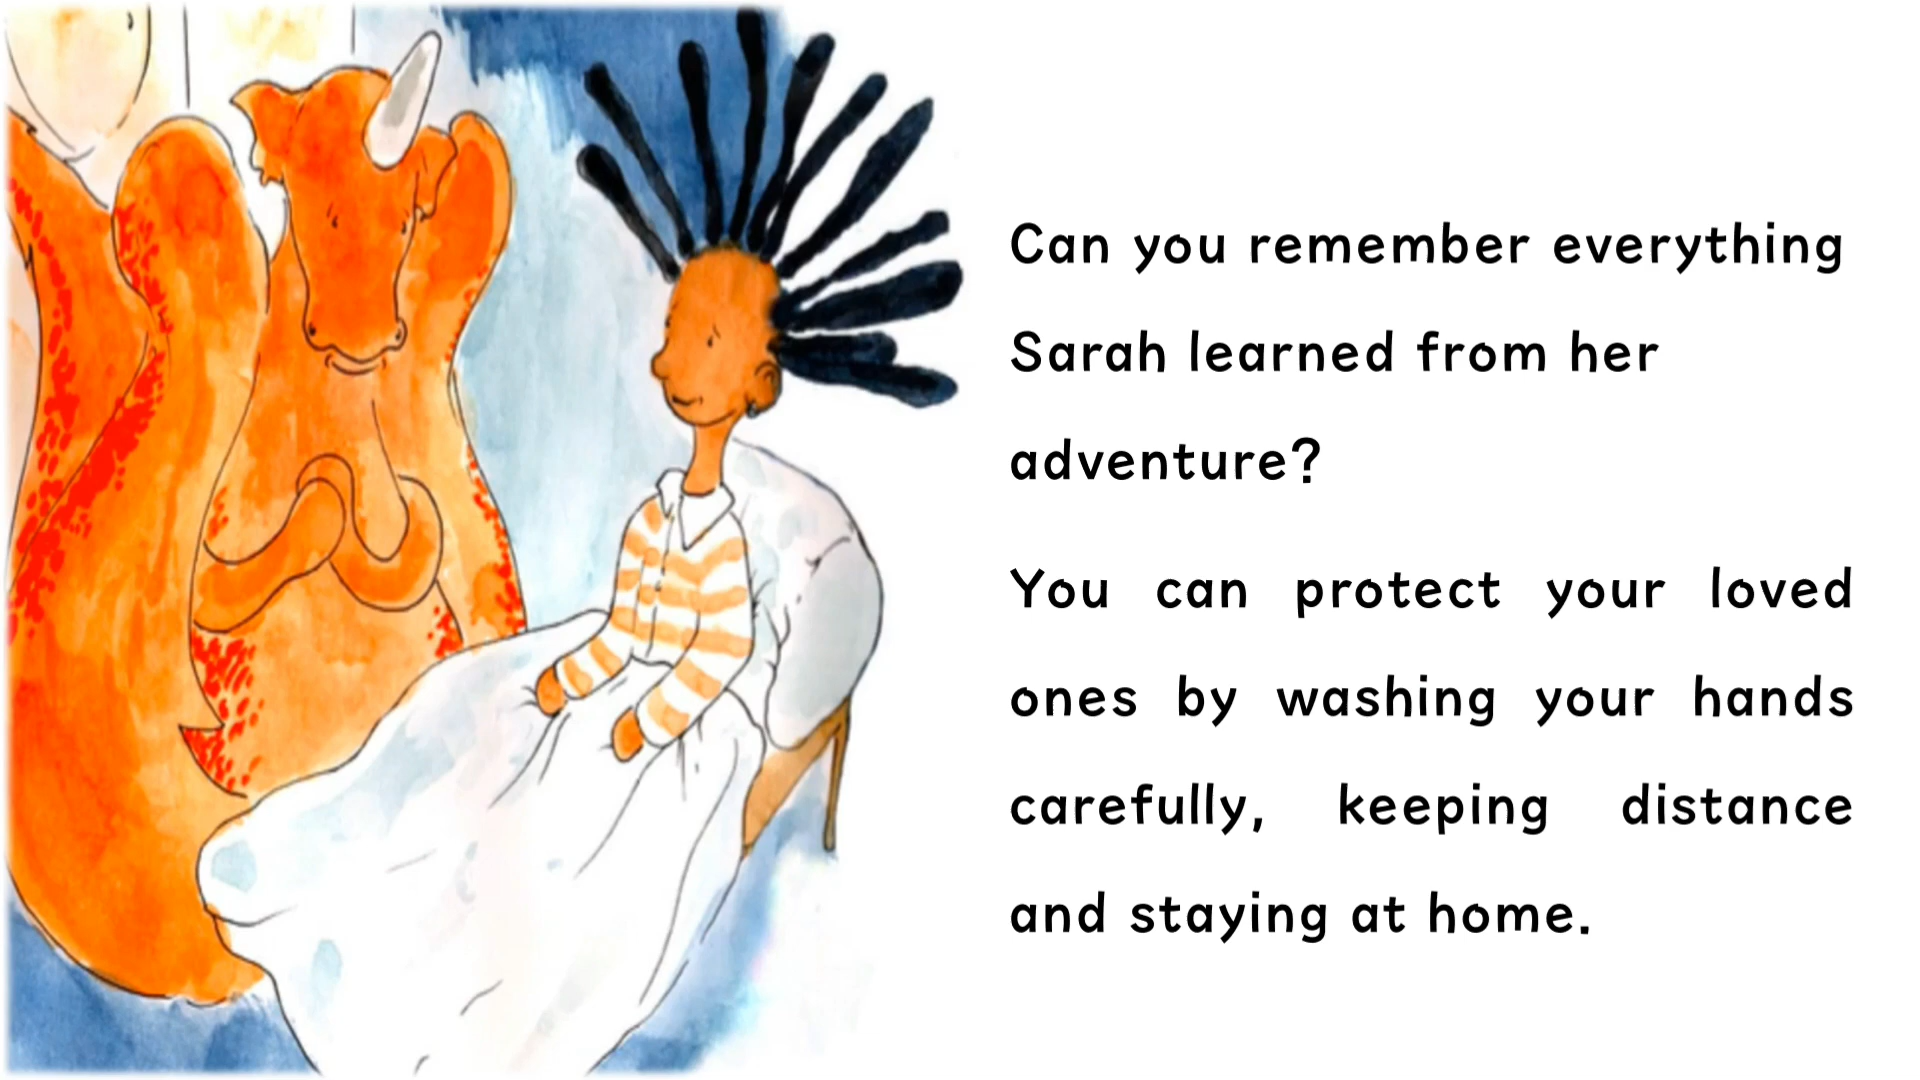 Can you remember everything
Sarah learned from her
adventure?
You can protect your loved
ones by washing your hands
carefully, keeping distance
and staying at home.